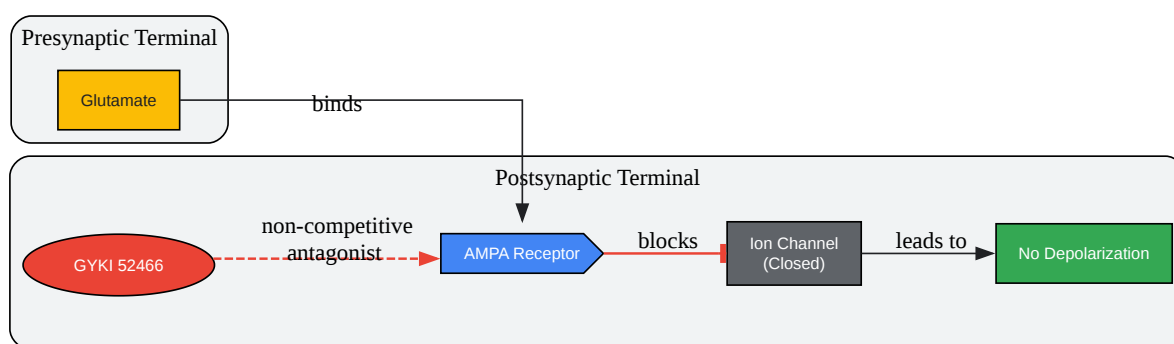 Presynaptic Terminal
Glutamate
binds
Postsynaptic Terminal
non-competitive
antagonist
GYKI 52466
AMPA Receptor
blocks
Ion Channel
(Closed)
leads to
No Depolarization